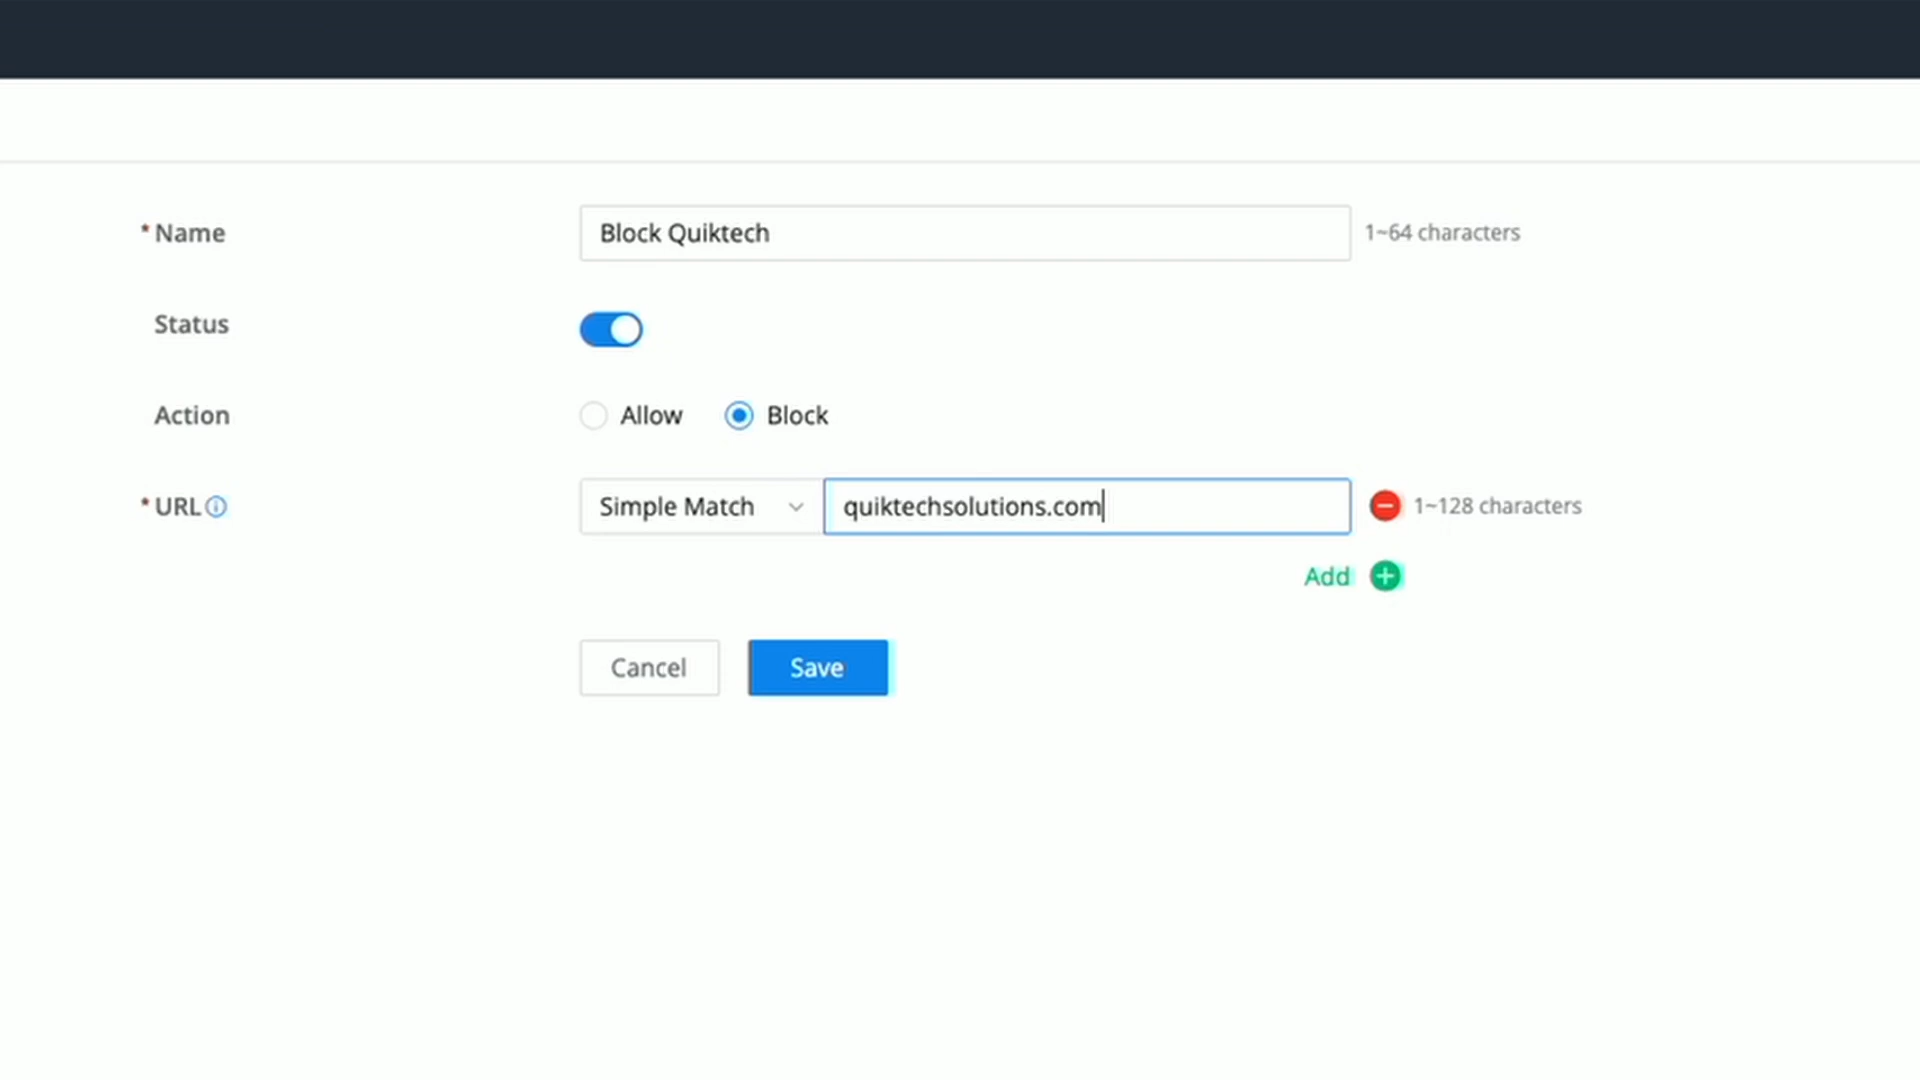 * Name
Block Quiktech
1~64 characters
Status
Action
Allow
Block
* URL
Simple Match
quiktechsolutions.com
1~128 characters
Add
Cancel
Save